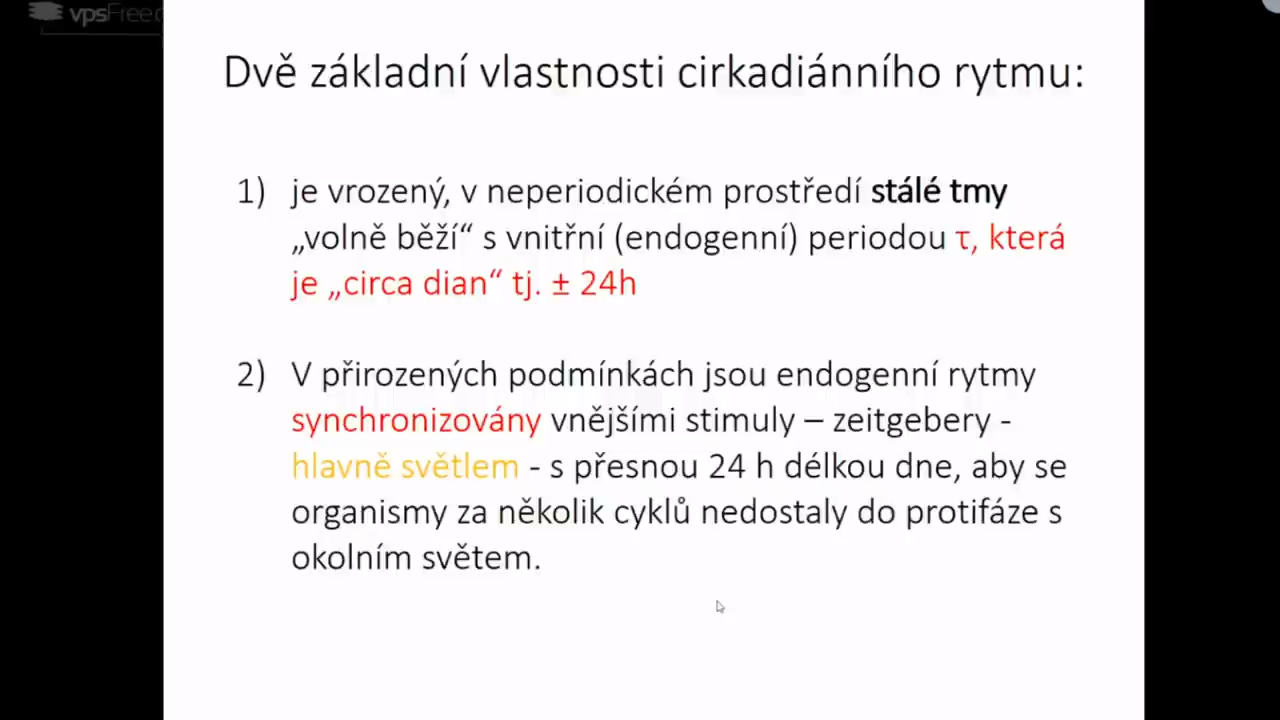 vpsFree.c
Dvě základní vlastnosti cirkadiánního rytmu:
1) je vrozený, v neperiodickém prostředí stálé tmy
„volně běží“ s vnitřní (endogenní) periodou τ, která
je „circa dian“ tj. ± 24h
2) V přirozených podmínkách jsou endogenní rytmy
synchronizovány vnějšími stimuly – zeitgebery -
hlavně světlem - s přesnou 24 h délkou dne, aby se
organismy za několik cyklů nedostaly do protifáze s
okolním světem.